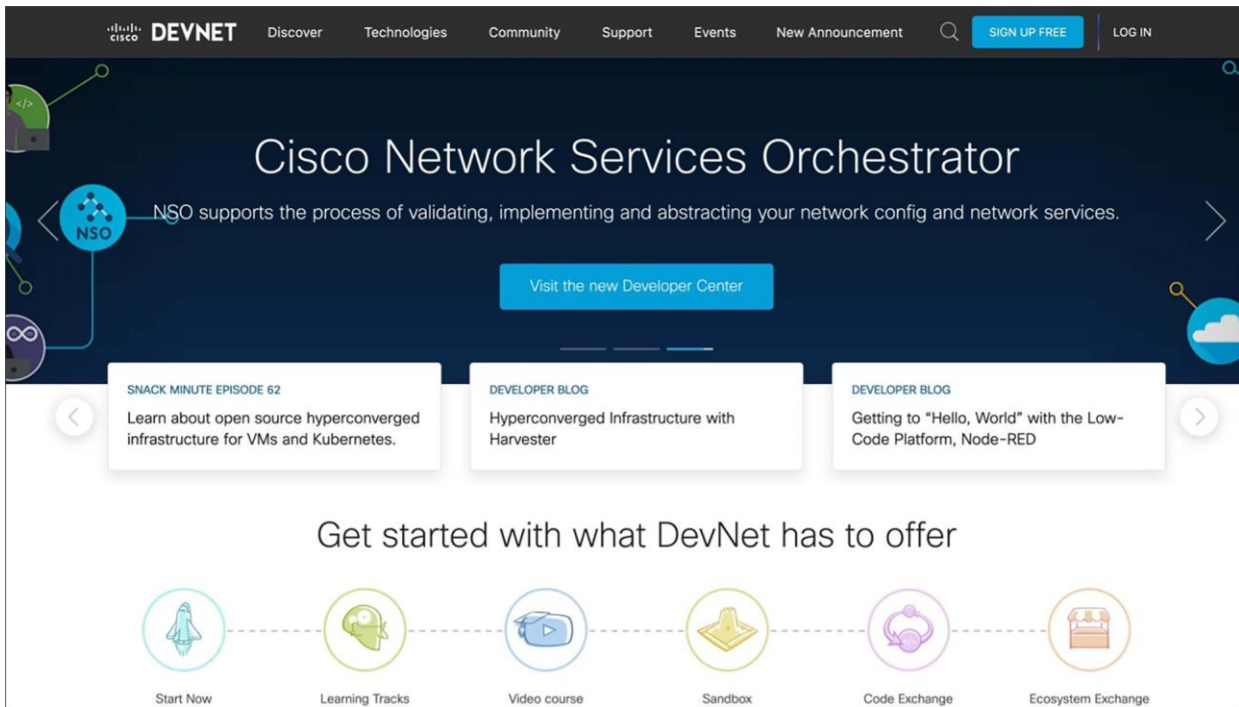 cisco DEVNET Discover Technologies Community Support Events New Announcement SIGN UP FREE LOG IN
</>
Cisco Network Services Orchestrator
NSO supports the process of validating, implementing and abstracting your network config and network services.
NSO
Visit the new Developer Center
SNACK MINUTE EPISODE 62
Learn about open source hyperconverged
infrastructure for VMs and Kubernetes.
DEVELOPER BLOG
Hyperconverged Infrastructure with
Harvester
DEVELOPER BLOG
Getting to “Hello, World” with the Low-
Code Platform, Node-RED
Get started with what DevNet has to offer
Start Now Learning Tracks Video course Sandbox Code Exchange Ecosystem Exchange